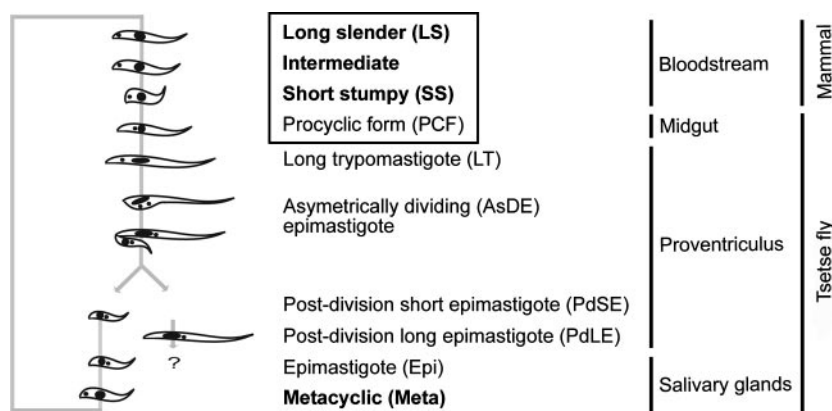 Long slender (LS)
Intermediate
Short stumpy (SS)
Procyclic form (PCF)
Long trypomastigote (LT)
Asymetrically dividing (AsDE)
epimastigote
Post-division short epimastigote (PdSE)
Post-division long epimastigote (PdLE)
?
Epimastigote (Epi)
Metacyclic (Meta)
Bloodstream
Midgut
Proventriculus
Salivary glands
Mammal
Tsetse fly